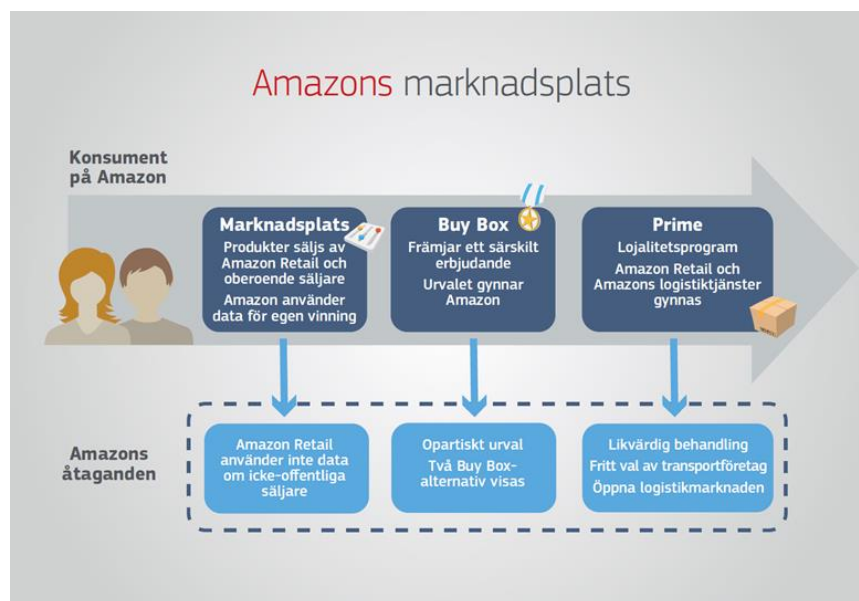 Amazons marknadsplats
Konsument
på Amazon
Marknadsplats
Produkter säljs av
Amazon Retail och
oberoende säljare
Amazon använder
data för egen vinning
Buy Box
Främjar ett särskilt
erbjudande
Urvalet gynnar
Amazon
Prime
Lojalitetsprogram
Amazon Retail och
Amazons logistiktjänster
gynnas
Amazons
åtaganden
Amazon Retail
använder inte data
om icke-offentliga
säljare
Opartiskt urval
Två Buy Box-
alternativ visas
Likvärdig behandling
Fritt val av transportföretag
Öppna logistikmarknaden